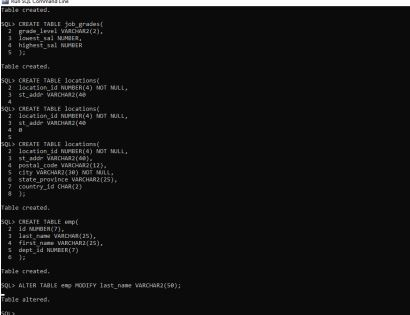 Run SQL Command Line
Table created.
SQL> CREATE TABLE job_grades(
2 grade_level VARCHAR2(2),
3 lowest_sal NUMBER,
4 highest_sal NUMBER
5 );
Table created.
SQL> CREATE TABLE locations(
2 location_id NUMBER(4) NOT NULL,
3 st_addr VARCHAR2(40
4
SQL> CREATE TABLE locations(
2 location_id NUMBER(4) NOT NULL,
3 st_addr VARCHAR2(40
4 0
5
SQL> CREATE TABLE locations(
2 location_id NUMBER(4) NOT NULL,
3 st_addr VARCHAR2(40),
4 postal_code VARCHAR2(12),
5 city VARCHAR2(30) NOT NULL,
6 state_province VARCHAR2(25),
7 country_id CHAR(2)
8 );
Table created.
SQL> CREATE TABLE emp(
2 id NUMBER(7),
3 last_name VARCHAR(25),
4 first_name VARCHAR2(25),
5 dept_id NUMBER(7)
6 );
Table created.
SQL> ALTER TABLE emp MODIFY last_name VARCHAR2(50);
Table altered.
SQL>